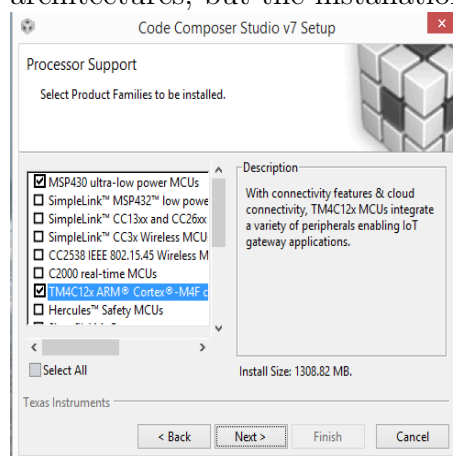 architectures, but the installation
Code Composer Studio v7 Setup
Processor Support
Select Product Families to be installed.
MSP430 ultra-low power MCUs
SimpleLink™ MSP432™ low powe
SimpleLink™ CC13xx and CC26xx
SimpleLink™ CC3x Wireless MCU
CC2538 IEEE 802.15.45 Wireless M
C2000 real-time MCUs
TM4C12x ARM® Cortex®-M4F c
Hercules™ Safety MCUs
Description
With connectivity features & cloud
connectivity, TM4C12x MCUs integrate
a variety of peripherals enabling IoT
gateway applications.
Select All
Install Size: 1308.82 MB.
Texas Instruments
< Back
Next >
Finish
Cancel